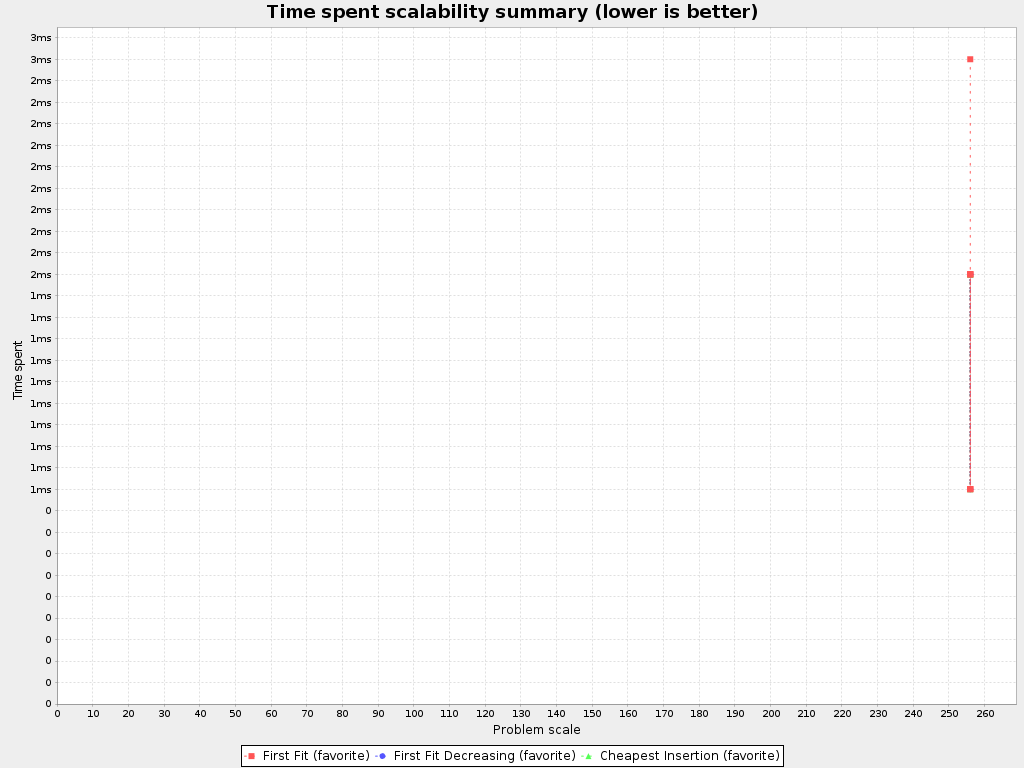 Time spent scalability summary (lower is better)
3ms
3ms
2ms
2ms
2ms
2ms
2ms
2ms
2ms
2ms
2ms
2ms
1ms
1ms
1ms
1ms
1ms
1ms
1ms
1ms
1ms
1ms
0
0
0
0
0
0
0
0
0
0
Time spent
0 10 20 30 40 50 60 70 80 90 100 110 120 130 140 150 160 170 180 190 200 210 220 230 240 250 260
Problem scale
First Fit (favorite) First Fit Decreasing (favorite) Cheapest Insertion (favorite)